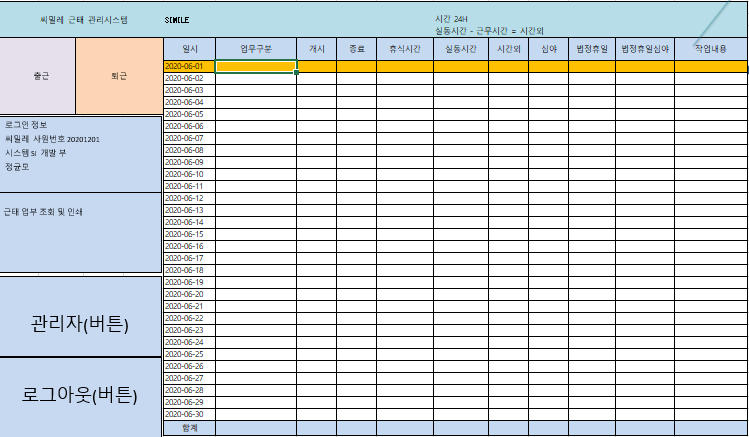 씨밀레 근태 관리시스템 SIMILE 시간 24H
실동시간 - 근무시간 = 시간외
출근 퇴근
로그인 정보
씨밀레 사원번호 20201201
시스템 SI 개발 부
정균모
근태 업부 조회 및 인쇄
관리자(버튼)
로그아웃(버튼)
일시 업무구분 개시 종료 휴식시간 실동시간 시간외 심야 법정휴일 법정휴일심야 작업내용
2020-06-01
2020-06-02
2020-06-03
2020-06-04
2020-06-05
2020-06-06
2020-06-07
2020-06-08
2020-06-09
2020-06-10
2020-06-11
2020-06-12
2020-06-13
2020-06-14
2020-06-15
2020-06-16
2020-06-17
2020-06-18
2020-06-19
2020-06-20
2020-06-21
2020-06-22
2020-06-23
2020-06-24
2020-06-25
2020-06-26
2020-06-27
2020-06-28
2020-06-29
2020-06-30
합계